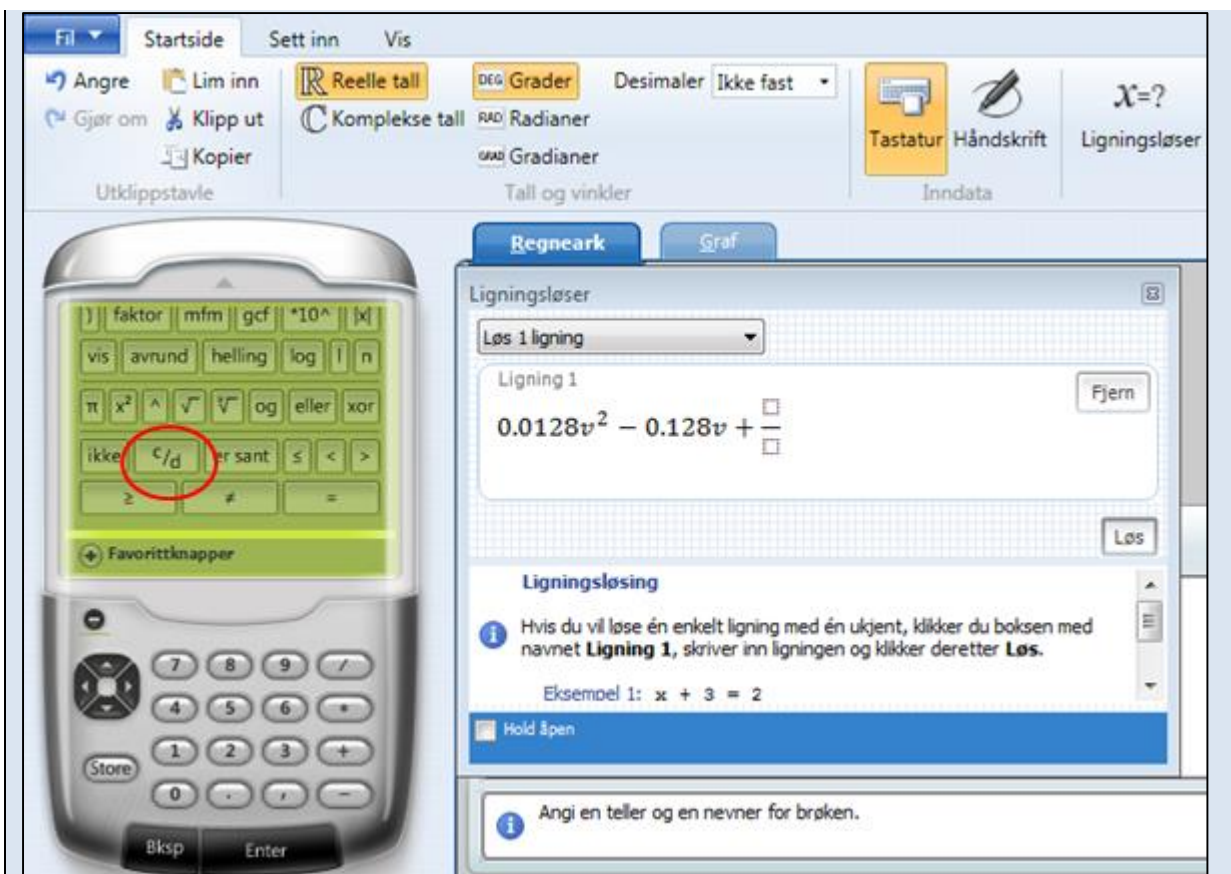 Fil Startside Sett inn Vis
Angre Lim inn ℝ Reelle tall DEG Grader Desimaler Ikke fast
Gjør om Klipp ut ℂ Komplekse tall RAD Radianer
Kopier GRAD Gradianer
Tastatur Håndskrift
x=?
Ligningsløser
Utklippstavle Tall og vinkler Inndata
Regneark Graf
) faktor mfm gcf *10^ |x|
vis avrund helling log l n
π x² ^ √ ∛ og eller xor
ikke c/d er sant ≤ < >
≥ ≠ =
Favorittknapper
7 8 9 /
4 5 6 *
1 2 3 +
Store
0 . , −
Bksp Enter
Ligningsløser
Løs 1 ligning
Ligning 1 Fjern
0.0128v² − 0.128v + □/□
Løs
Ligningsløsing
Hvis du vil løse én enkelt ligning med én ukjent, klikker du boksen med
navnet Ligning 1, skriver inn ligningen og klikker deretter Løs.
Eksempel 1: x + 3 = 2
Hold åpen
Angi en teller og en nevner for brøken.